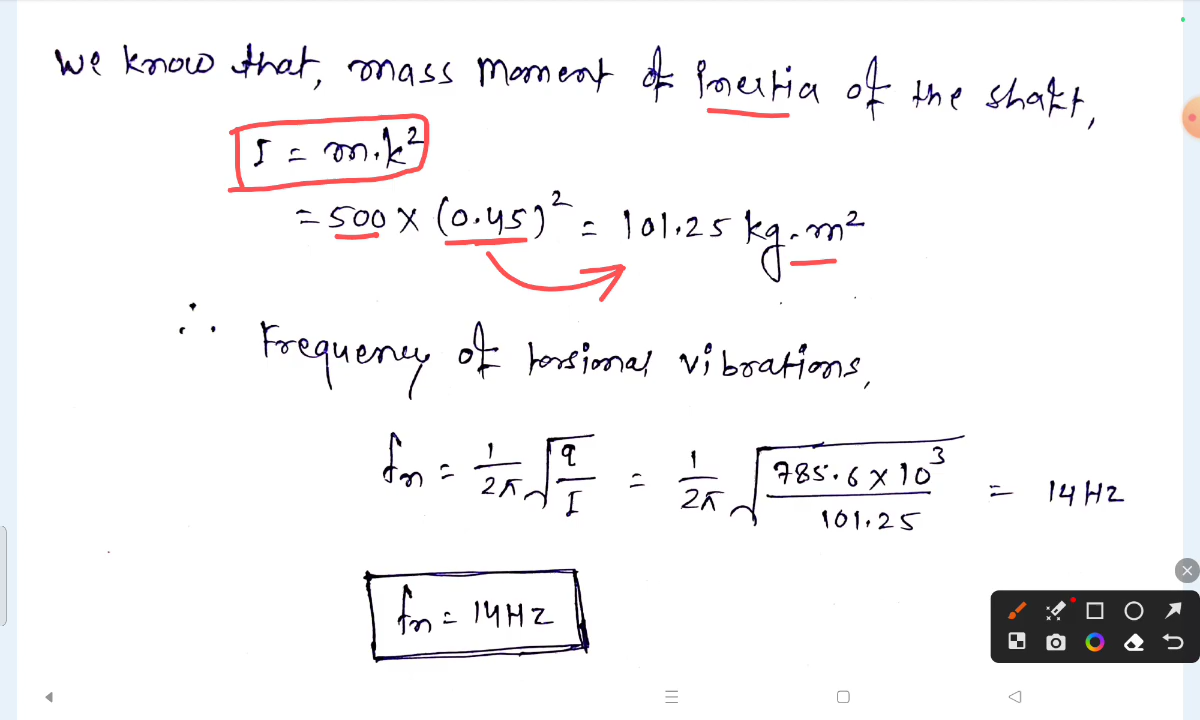 We know that, mass moment of Inertia of the shaft,
I = m.k²
= 500 × (0.45)² = 101.25 kg.m²
∴ Frequency of torsional vibrations,
fn = 1/2π √q/I = 1/2π √785.6 × 10³/101.25 = 14 Hz
fn = 14 Hz